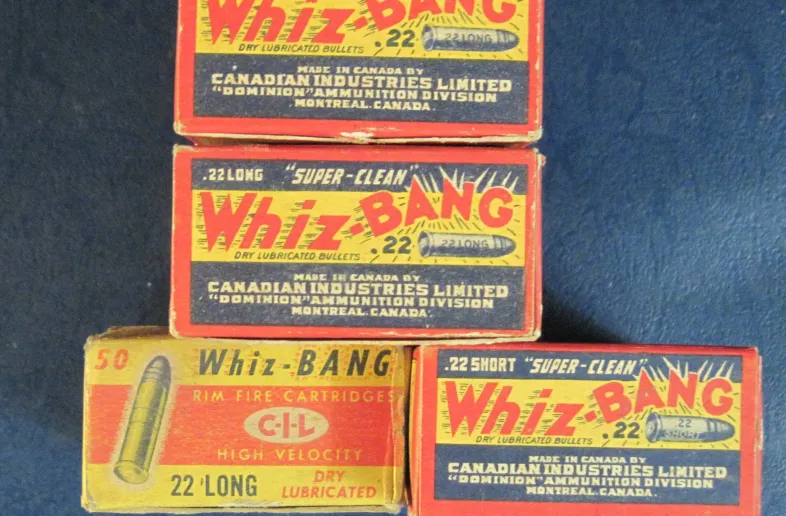 Whiz-BANG
DRY LUBRICATED BULLETS .22 22 LONG
MADE IN CANADA BY
CANADIAN INDUSTRIES LIMITED
"DOMINION" AMMUNITION DIVISION
MONTREAL. CANADA.
.22 LONG "SUPER-CLEAN"
Whiz-BANG
DRY LUBRICATED BULLETS .22 22 LONG
MADE IN CANADA BY
CANADIAN INDUSTRIES LIMITED
"DOMINION" AMMUNITION DIVISION
MONTREAL. CANADA.
50 Whiz-BANG
RIM FIRE CARTRIDGES
C-I-L
HIGH VELOCITY
22 LONG DRY
LUBRICATED
.22 SHORT "SUPER-CLEAN"
Whiz-BANG
DRY LUBRICATED BULLETS .22 22
SHORT
MADE IN CANADA BY
CANADIAN INDUSTRIES LIMITED
"DOMINION" AMMUNITION DIVISION
MONTREAL. CANADA.